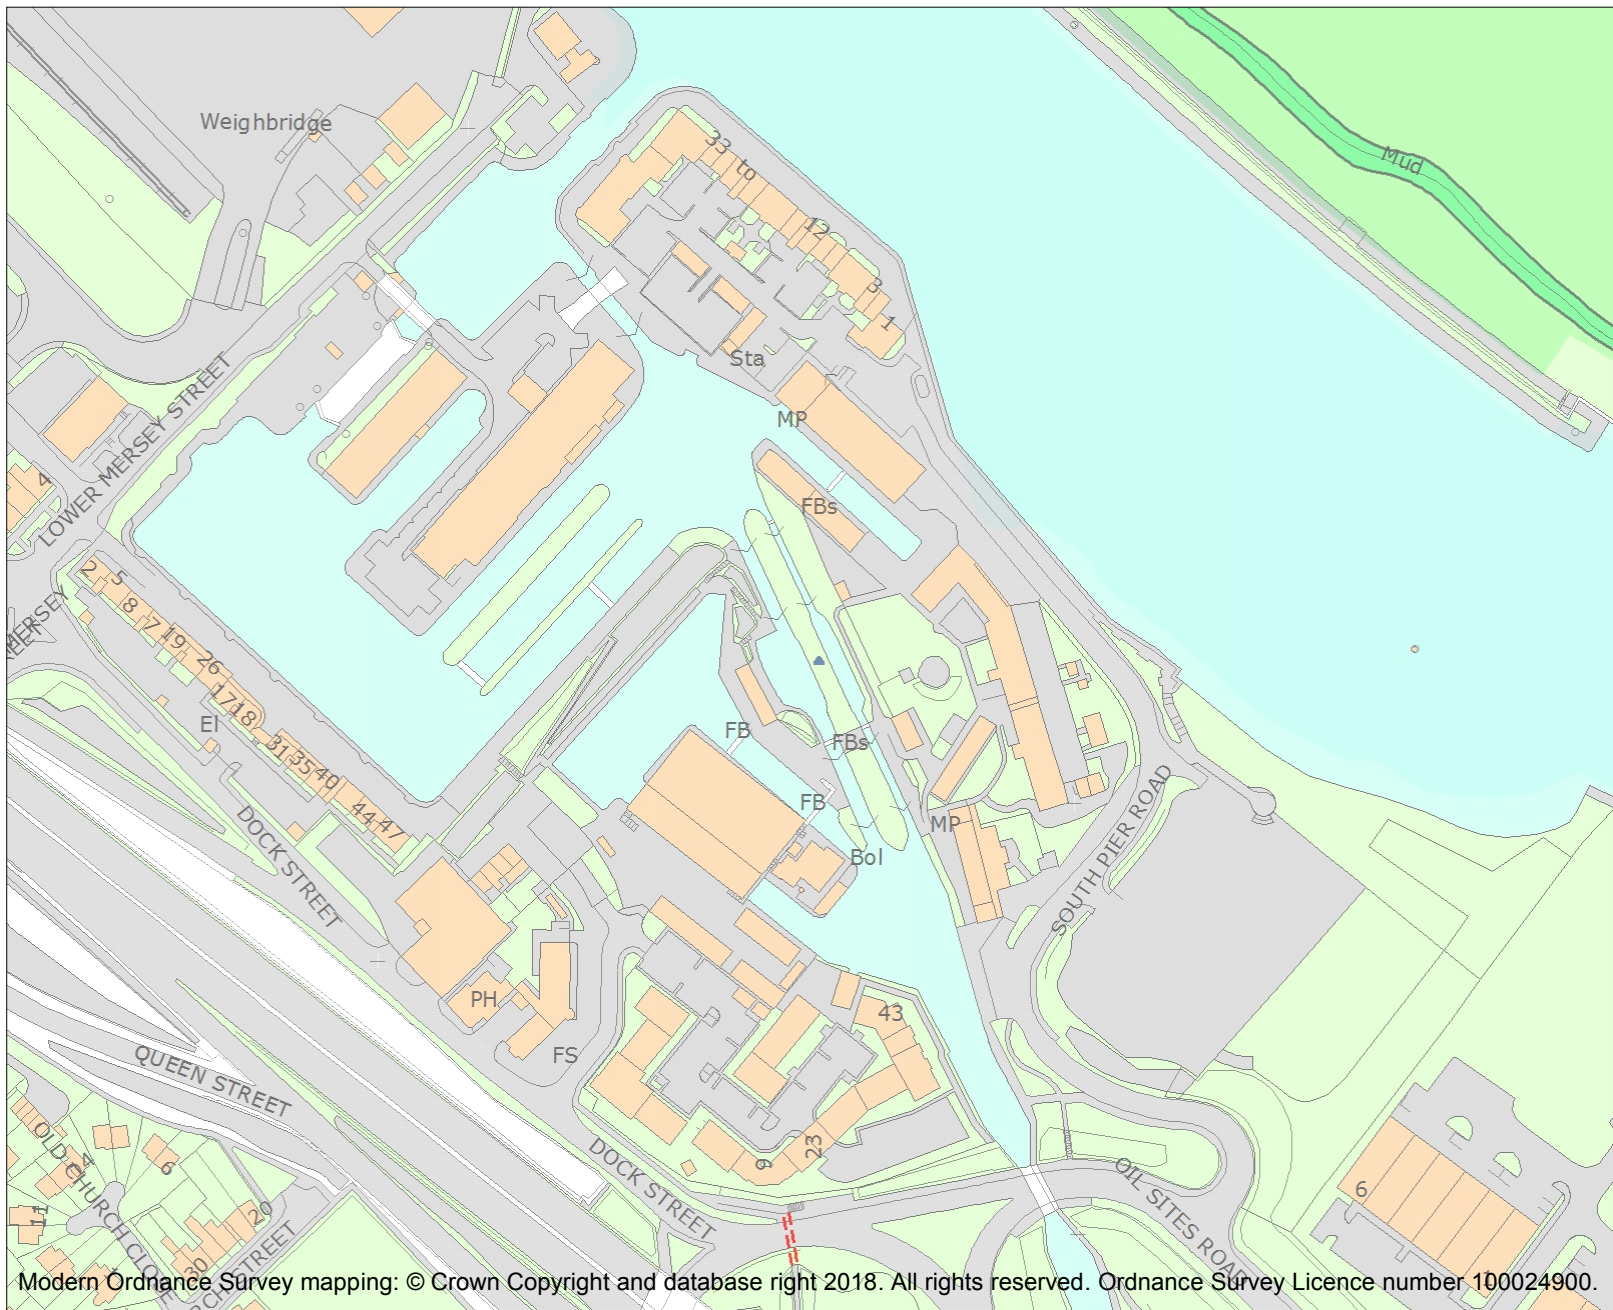 Weighbridge
33 to
Mud
12
3
1
Sta
MP
LOWER MERSEY STREET
4
FBs
2
5
8
7
19
26
17
18
El
31
35
40
44
47
FB
FBs
FB
MP
Bol
DOCK STREET
SOUTH PIER ROAD
PH
43
FS
QUEEN STREET
OLD CHURCH CLOSE
4
6
11
20
30
DOCK STREET
9
23
OIL SITES ROAD
6
Modern Ordnance Survey mapping: © Crown Copyright and database right 2018. All rights reserved. Ordnance Survey Licence number 100024900.